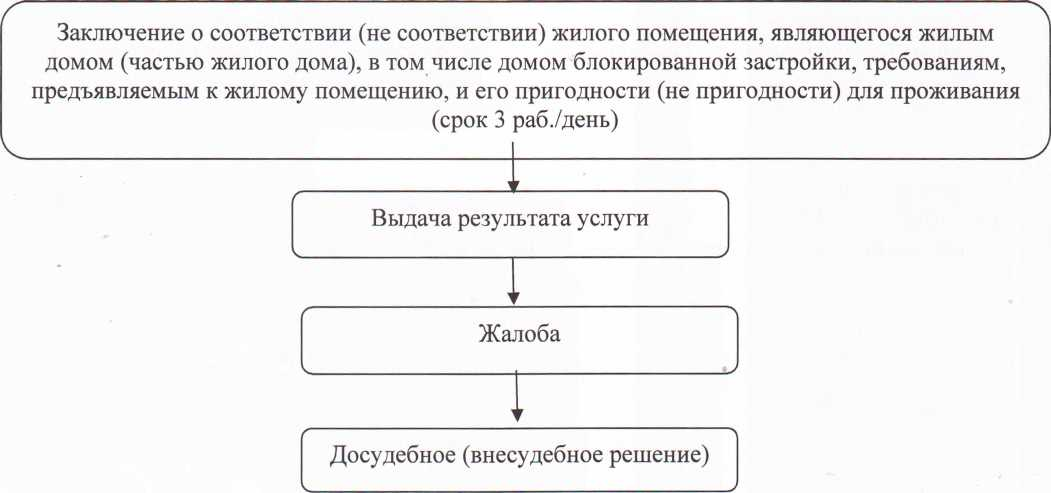 Заключение о соответствии (не соответствии) жилого помещения, являющегося жилым
домом (частью жилого дома), в том числе домом блокированной застройки, требованиям,
предъявляемым к жилому помещению, и его пригодности (не пригодности) для проживания
(срок 3 раб./день)
Выдача результата услуги
Жалоба
Досудебное (внесудебное решение)